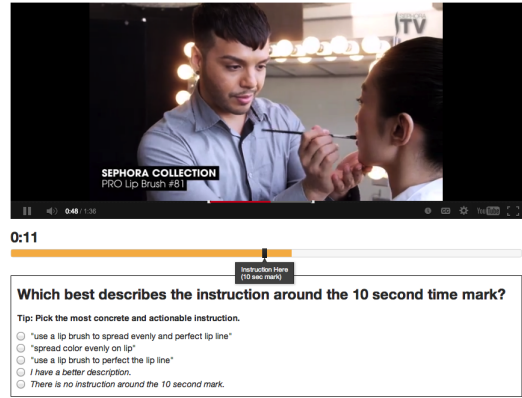 SEPHORA
TV
SEPHORA COLLECTION
PRO Lip Brush #81
0:48 / 1:36
CC
YouTube
0:11
Instruction Here
(10 sec mark)
Which best describes the instruction around the 10 second time mark?
Tip: Pick the most concrete and actionable instruction.
"use a lip brush to spread evenly and perfect lip line"
"spread color evenly on lip"
"use a lip brush to perfect the lip line"
I have a better description.
There is no instruction around the 10 second mark.